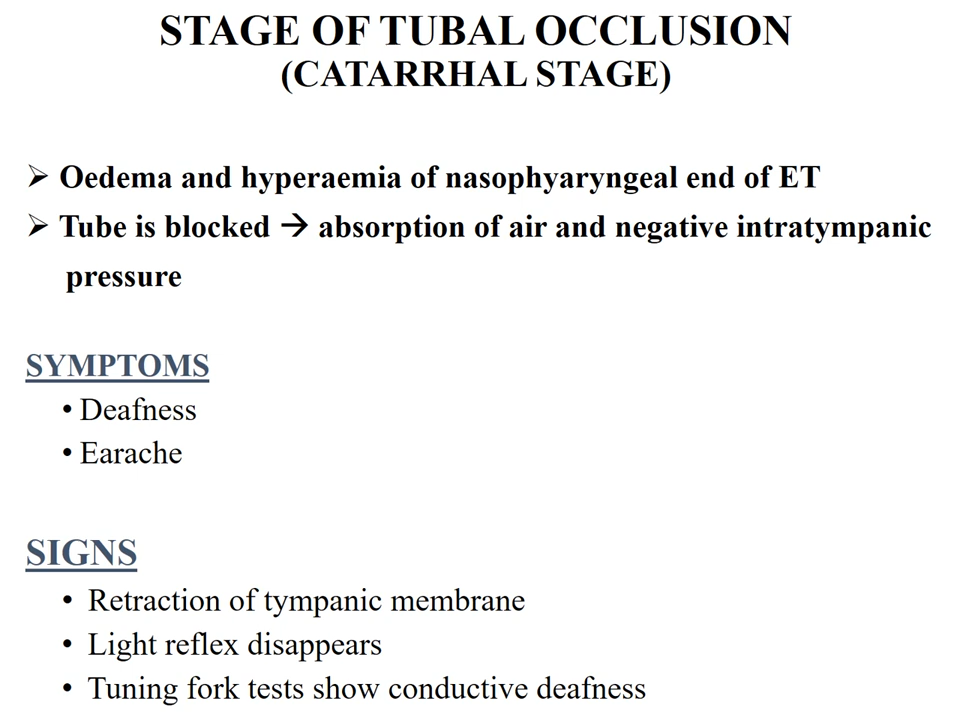 STAGE OF TUBAL OCCLUSION
(CATARRHAL STAGE)
➢ Oedema and hyperaemia of nasophyaryngeal end of ET
➢ Tube is blocked → absorption of air and negative intratympanic
pressure
SYMPTOMS
• Deafness
• Earache
SIGNS
• Retraction of tympanic membrane
• Light reflex disappears
• Tuning fork tests show conductive deafness